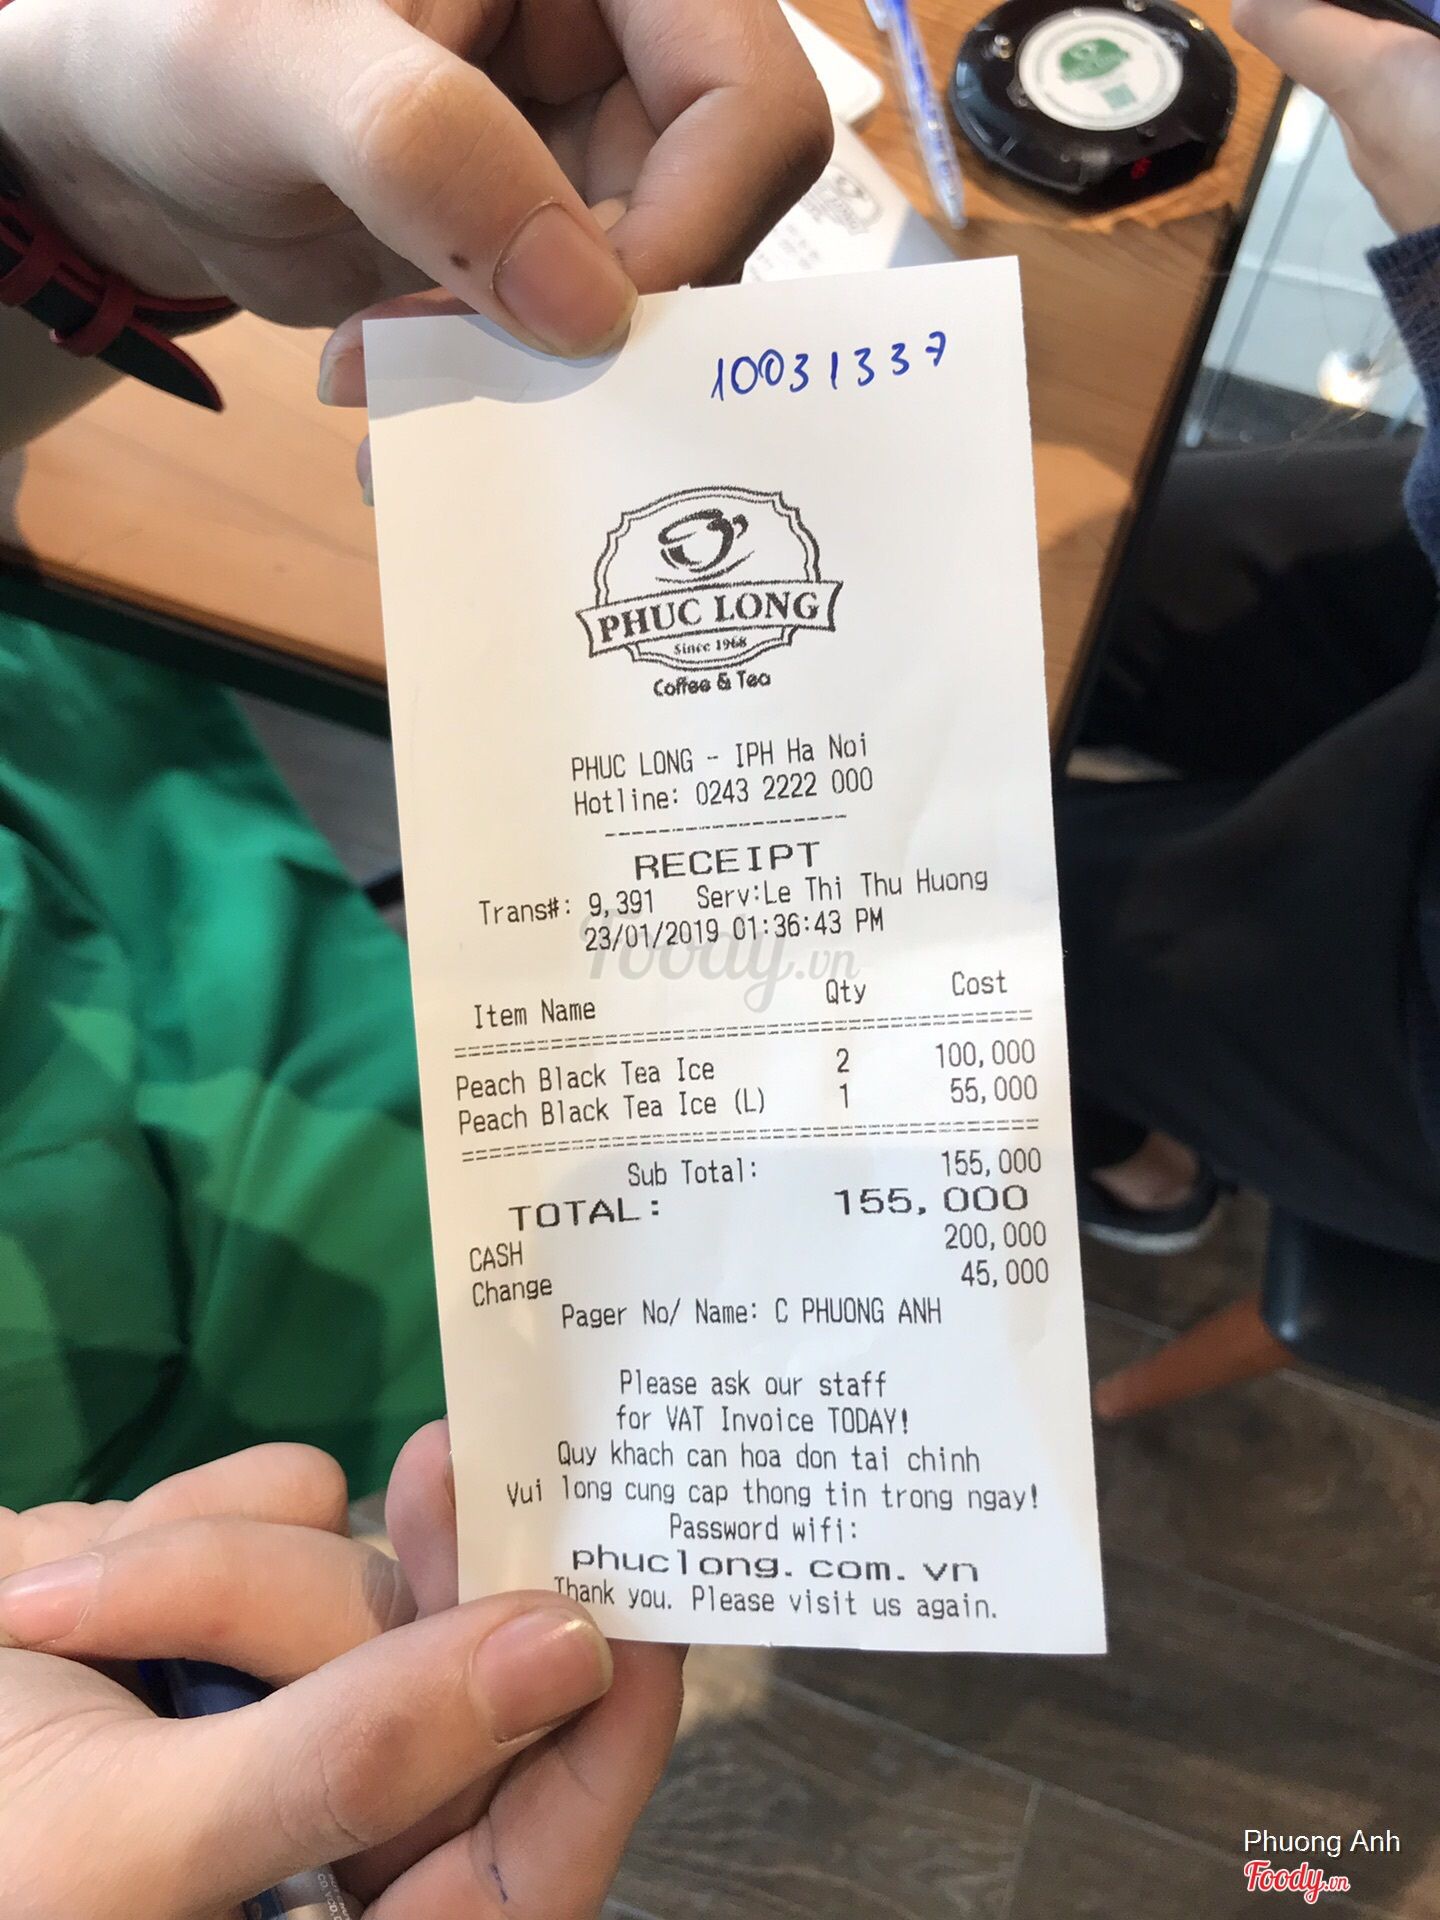 10031337
PHUC LONG
Since 1968
Coffee & Tea
PHUC LONG - IPH Ha Noi
Hotline: 0243 2222 000
RECEIPT
Trans#: 9,391 Serv:Le Thi Thu Huong
23/01/2019 01:36:43 PM
Foody.vn
Item Name Qty Cost
Peach Black Tea Ice 2 100,000
Peach Black Tea Ice (L) 1 55,000
Sub Total: 155,000
TOTAL: 155,000
CASH 200,000
Change 45,000
Pager No/ Name: C PHUONG ANH
Please ask our staff
for VAT Invoice TODAY!
Quy khach can hoa don tai chinh
Vui long cung cap thong tin trong ngay!
Password wifi:
phuclong.com.vn
Thank you. Please visit us again.
Phuong Anh
Foody.vn